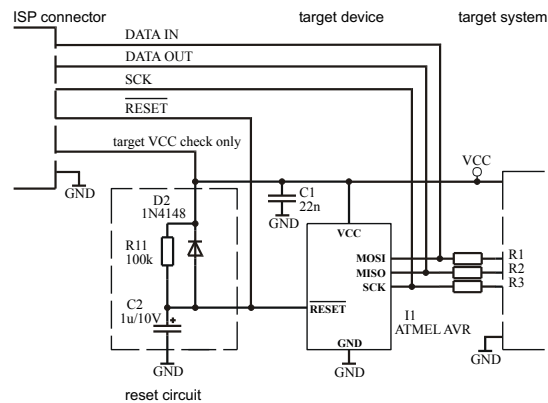 ISP connector
target device
target system
DATA IN
DATA OUT
SCK
RESET
target VCC check only
VCC
GND
D2
1N4148
C1
22n
GND
R11
100k
VCC
MOSI
MISO
SCK
R1
R2
R3
C2
1u/10V
+
RESET
I1
ATMEL AVR
GND
GND
GND
GND
reset circuit